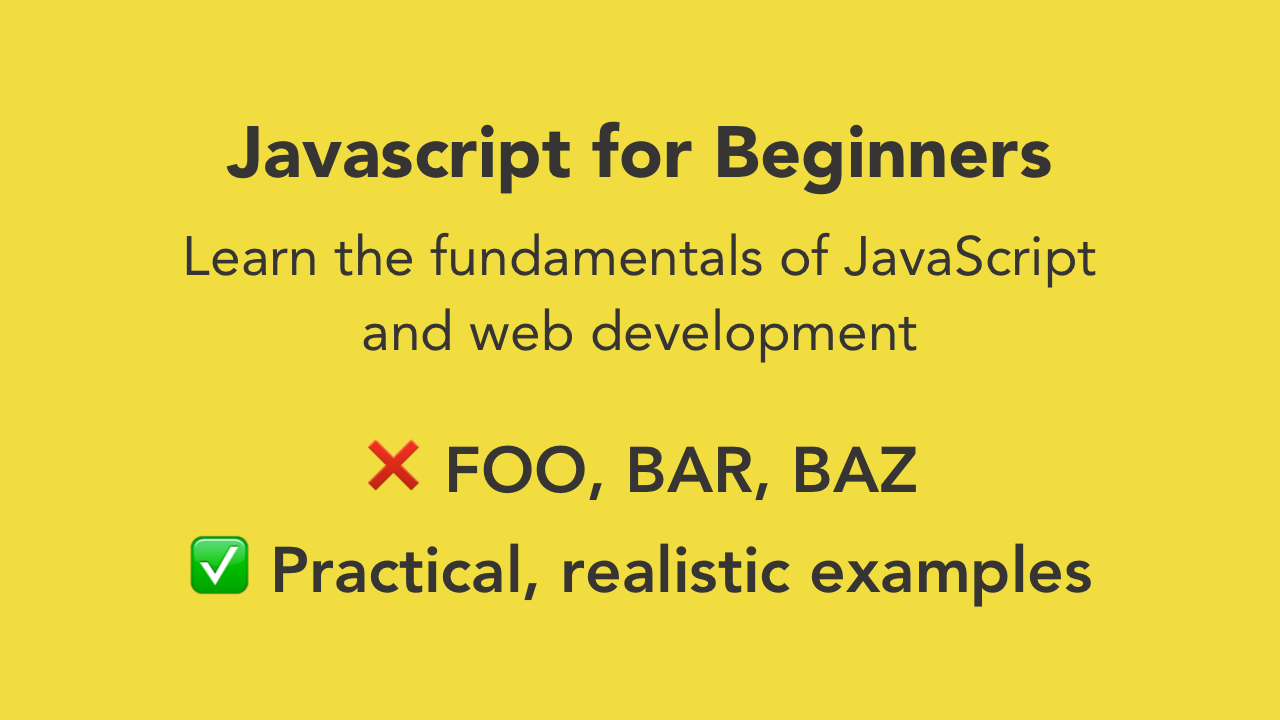 Javascript for Beginners
Learn the fundamentals of JavaScript
and web development
❌ FOO, BAR, BAZ
✅ Practical, realistic examples